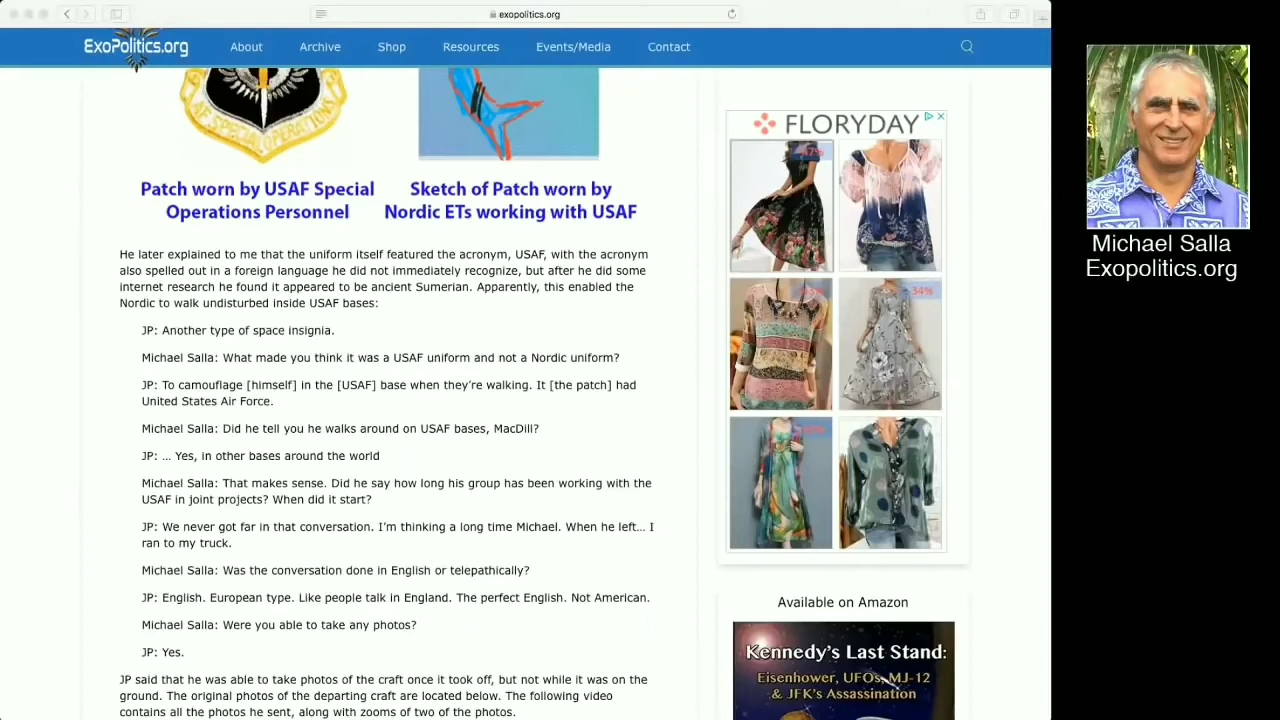 exopolitics.org
ExoPolitics.org
About
Archive
Shop
Resources
Events/Media
Contact
AF SPECIAL OPERATIONS
Patch worn by USAF Special
Operations Personnel
Sketch of Patch worn by
Nordic ETs working with USAF
He later explained to me that the uniform itself featured the acronym, USAF, with the acronym
also spelled out in a foreign language he did not immediately recognize, but after he did some
internet research he found it appeared to be ancient Sumerian. Apparently, this enabled the
Nordic to walk undisturbed inside USAF bases:
JP: Another type of space insignia.
Michael Salla: What made you think it was a USAF uniform and not a Nordic uniform?
JP: To camouflage [himself] in the [USAF] base when they're walking. It [the patch] had
United States Air Force.
Michael Salla: Did he tell you he walks around on USAF bases, MacDill?
JP: … Yes, in other bases around the world
Michael Salla: That makes sense. Did he say how long his group has been working with the
USAF in joint projects? When did it start?
JP: We never got far in that conversation. I'm thinking a long time Michael. When he left… I
ran to my truck.
Michael Salla: Was the conversation done in English or telepathically?
JP: English. European type. Like people talk in England. The perfect English. Not American.
Michael Salla: Were you able to take any photos?
JP: Yes.
JP said that he was able to take photos of the craft once it took off, but not while it was on the
ground. The original photos of the departing craft are located below. The following video
contains all the photos he sent, along with zooms of two of the photos.
FLORYDAY
34%
Available on Amazon
Kennedy's Last Stand:
Eisenhower, UFOs, MJ-12
& JFK's Assassination
Michael Salla
Exopolitics.org